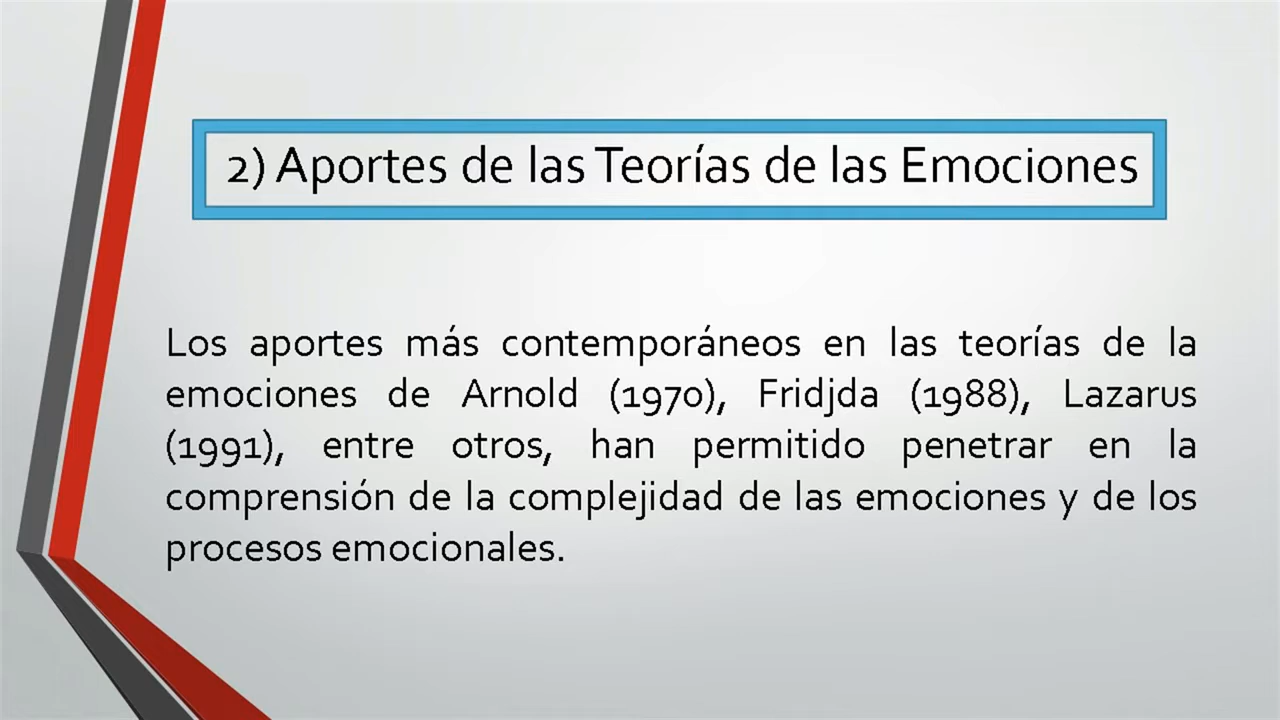 2) Aportes de las Teorías de las Emociones
Los aportes más contemporáneos en las teorías de la
emociones de Arnold (1970), Fridjda (1988), Lazarus
(1991), entre otros, han permitido penetrar en la
comprensión de la complejidad de las emociones y de los
procesos emocionales.